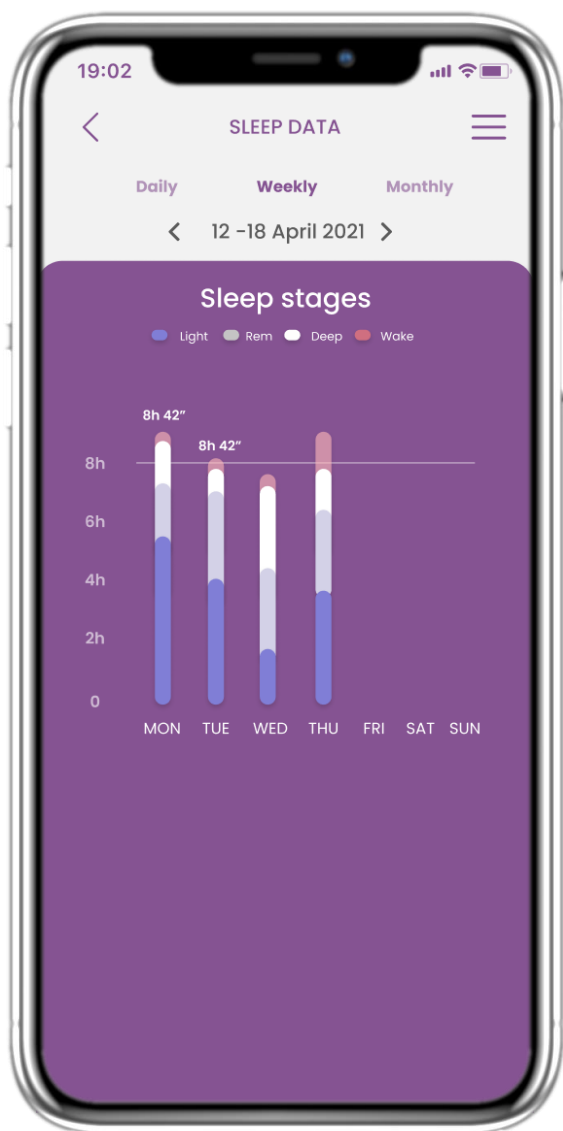 19:02
SLEEP DATA
Daily Weekly Monthly
12 -18 April 2021
Sleep stages
Light Rem Deep Wake
8h 42”
8h 42”
8h
6h
4h
2h
0
MON TUE WED THU FRI SAT SUN